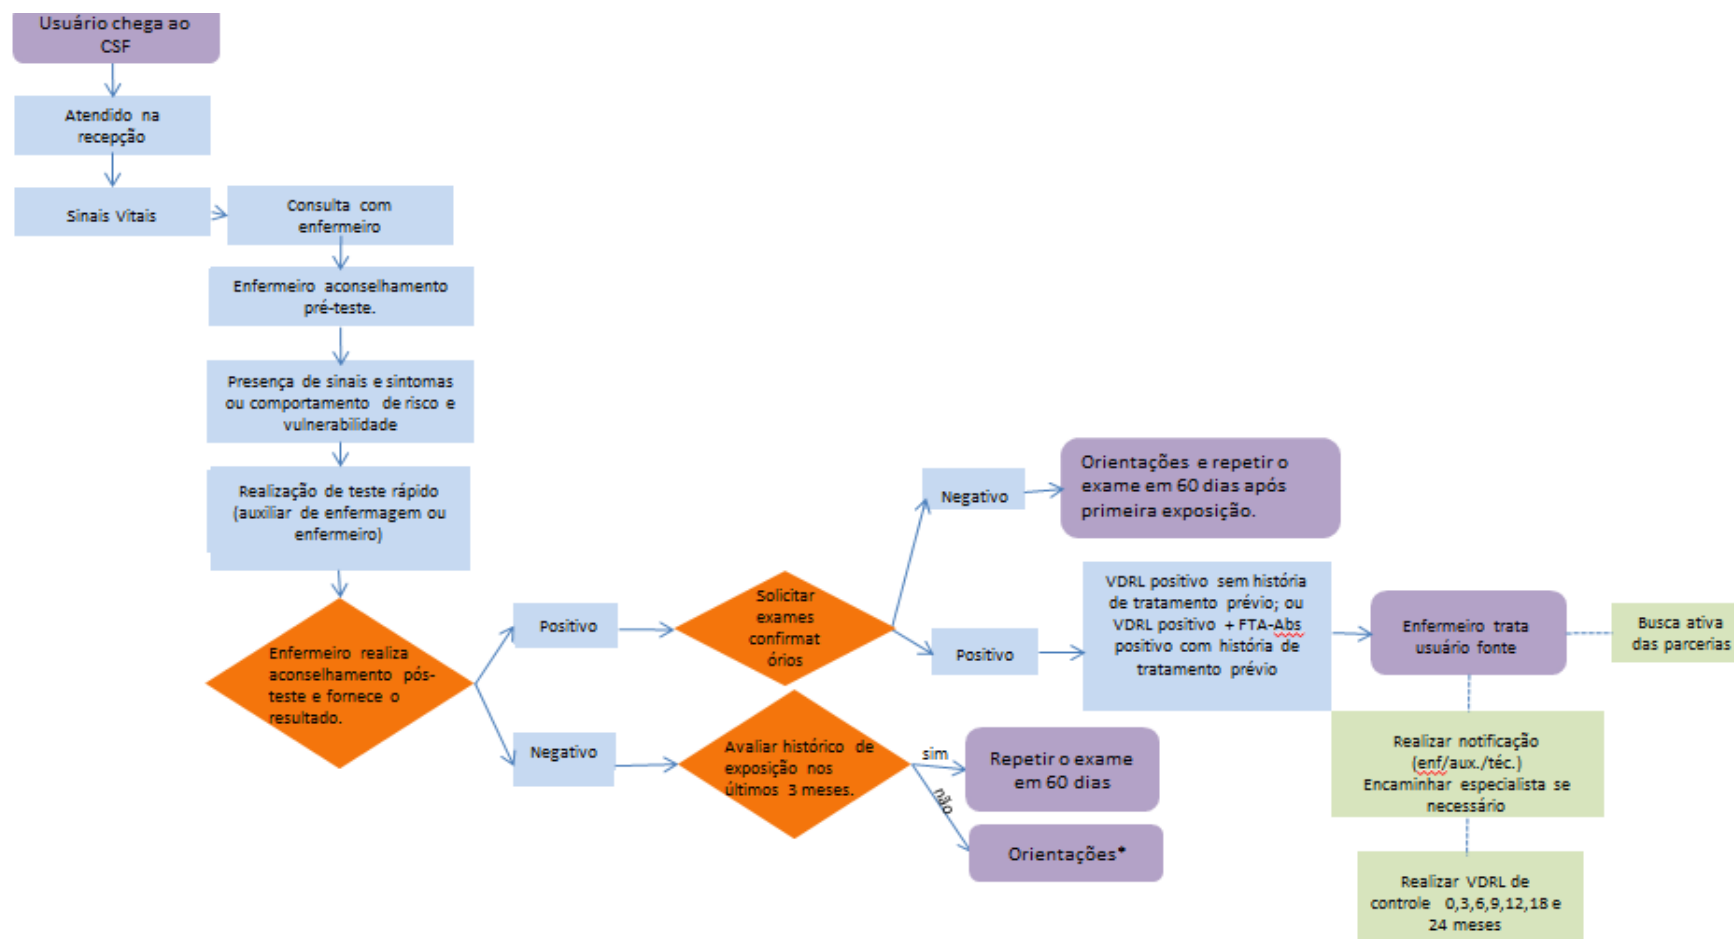 Usuário chega ao
CSF
Atendido na
recepção
Sinais Vitais
Consulta com
enfermeiro
Enfermeiro aconselhamento
pré-teste.
Presença de sinais e sintomas
ou comportamento de risco e
vulnerabilidade
Realização de teste rápido
(auxiliar de enfermagem ou
enfermeiro)
Enfermeiro realiza
aconselhamento pós-
teste e fornece o
resultado.
Positivo
Solicitar
exames
confirmat
órios
Negativo
Orientações e repetir o
exame em 60 dias após
primeira exposição.
Positivo
VDRL positivo sem história
de tratamento prévio; ou
VDRL positivo + FTA-Abs
positivo com história de
tratamento prévio
Enfermeiro trata
usuário fonte
Busca ativa
das parcerias
Realizar notificação
(enf/aux./téc.)
Encaminhar especialista se
necessário
Realizar VDRL de
controle 0,3,6,9,12,18 e
24 meses
Negativo
Avaliar histórico de
exposição nos
últimos 3 meses.
sim
Repetir o exame
em 60 dias
não
Orientações*